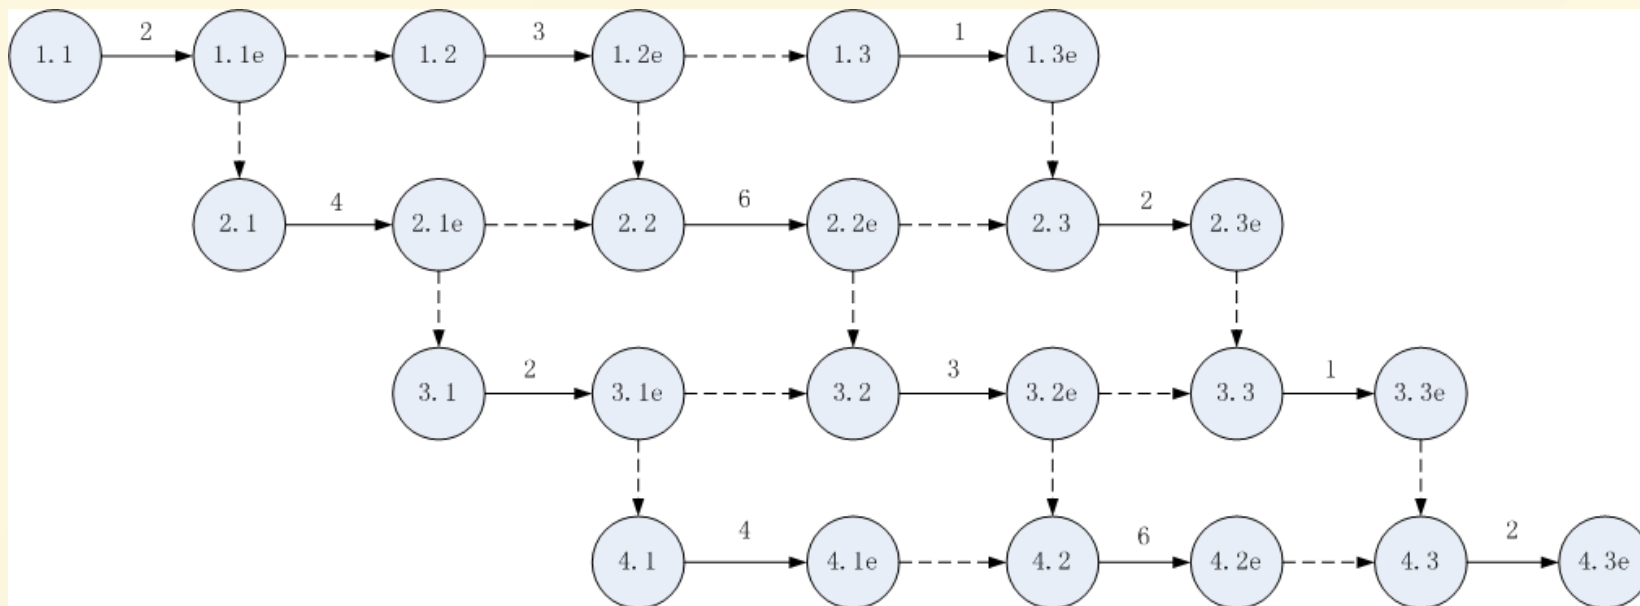 2 3 1
1.1 1.1e 1.2 1.2e 1.3 1.3e
4 6 2
2.1 2.1e 2.2 2.2e 2.3 2.3e
2 3 1
3.1 3.1e 3.2 3.2e 3.3 3.3e
4 6 2
4.1 4.1e 4.2 4.2e 4.3 4.3e